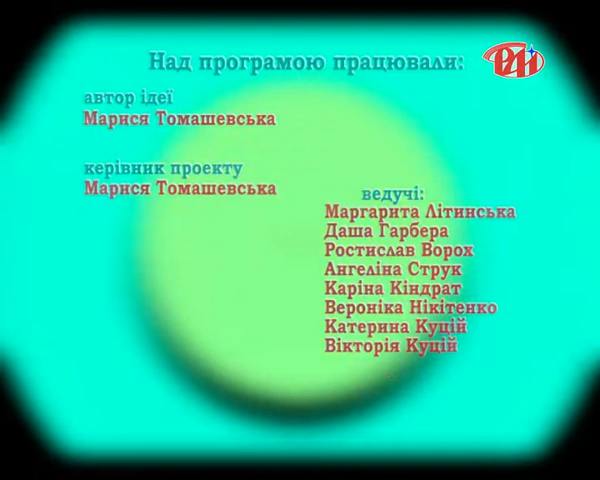 Над програмою працювали:
автор ідеї
Марися Томашевська
керівник проекту
Марися Томашевська
ведучі:
Маргарита Літинська
Даша Гарбера
Ростислав Ворох
Ангеліна Струк
Каріна Кіндрат
Вероніка Нікітенко
Катерина Куцій
Вікторія Куцій